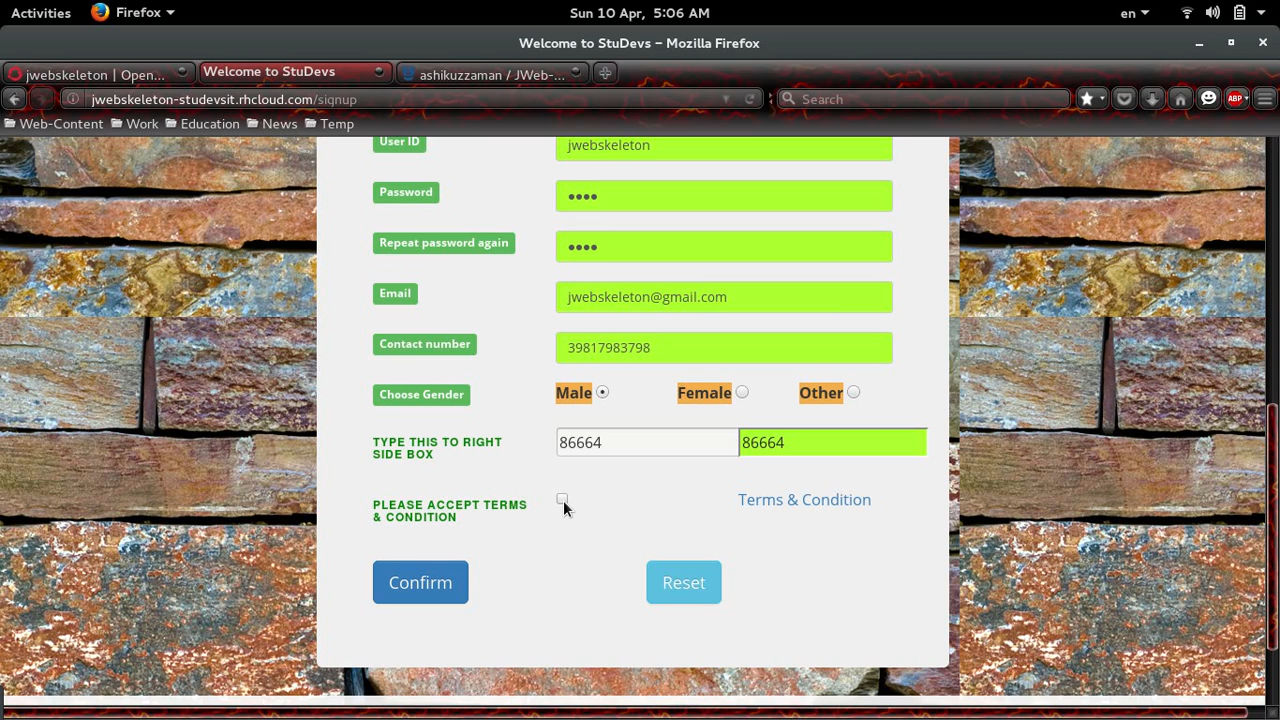 Activities Firefox Sun 10 Apr, 5:06 AM en
Welcome to StuDevs – Mozilla Firefox
jwebskeleton | Open... Welcome to StuDevs ashikuzzaman / JWeb-...
jwebskeleton-studevsit.rhcloud.com/signup Search ABP
Web-Content Work Education News Temp
User ID jwebskeleton
Password ●●●●
Repeat password again ●●●●
Email jwebskeleton@gmail.com
Contact number 39817983798
Choose Gender Male Female Other
TYPE THIS TO RIGHT 86664 86664
SIDE BOX
PLEASE ACCEPT TERMS Terms & Condition
& CONDITION
Confirm Reset